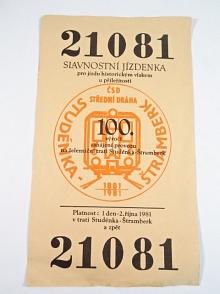 21081
SLAVNOSTNÍ JÍZDENKA
pro jízdu historickým vlakem
u příležitosti
ČSD
STŘEDNÍ DRÁHA
STUDÉNKA - ŠTRAMBERK
100.
výročí
zahájení provozu
na železniční trati Studénka-Štramberk
1881
1981
Platnost: 1 den-2. října 1981
v trati Studénka-Štramberk
a zpět
21081